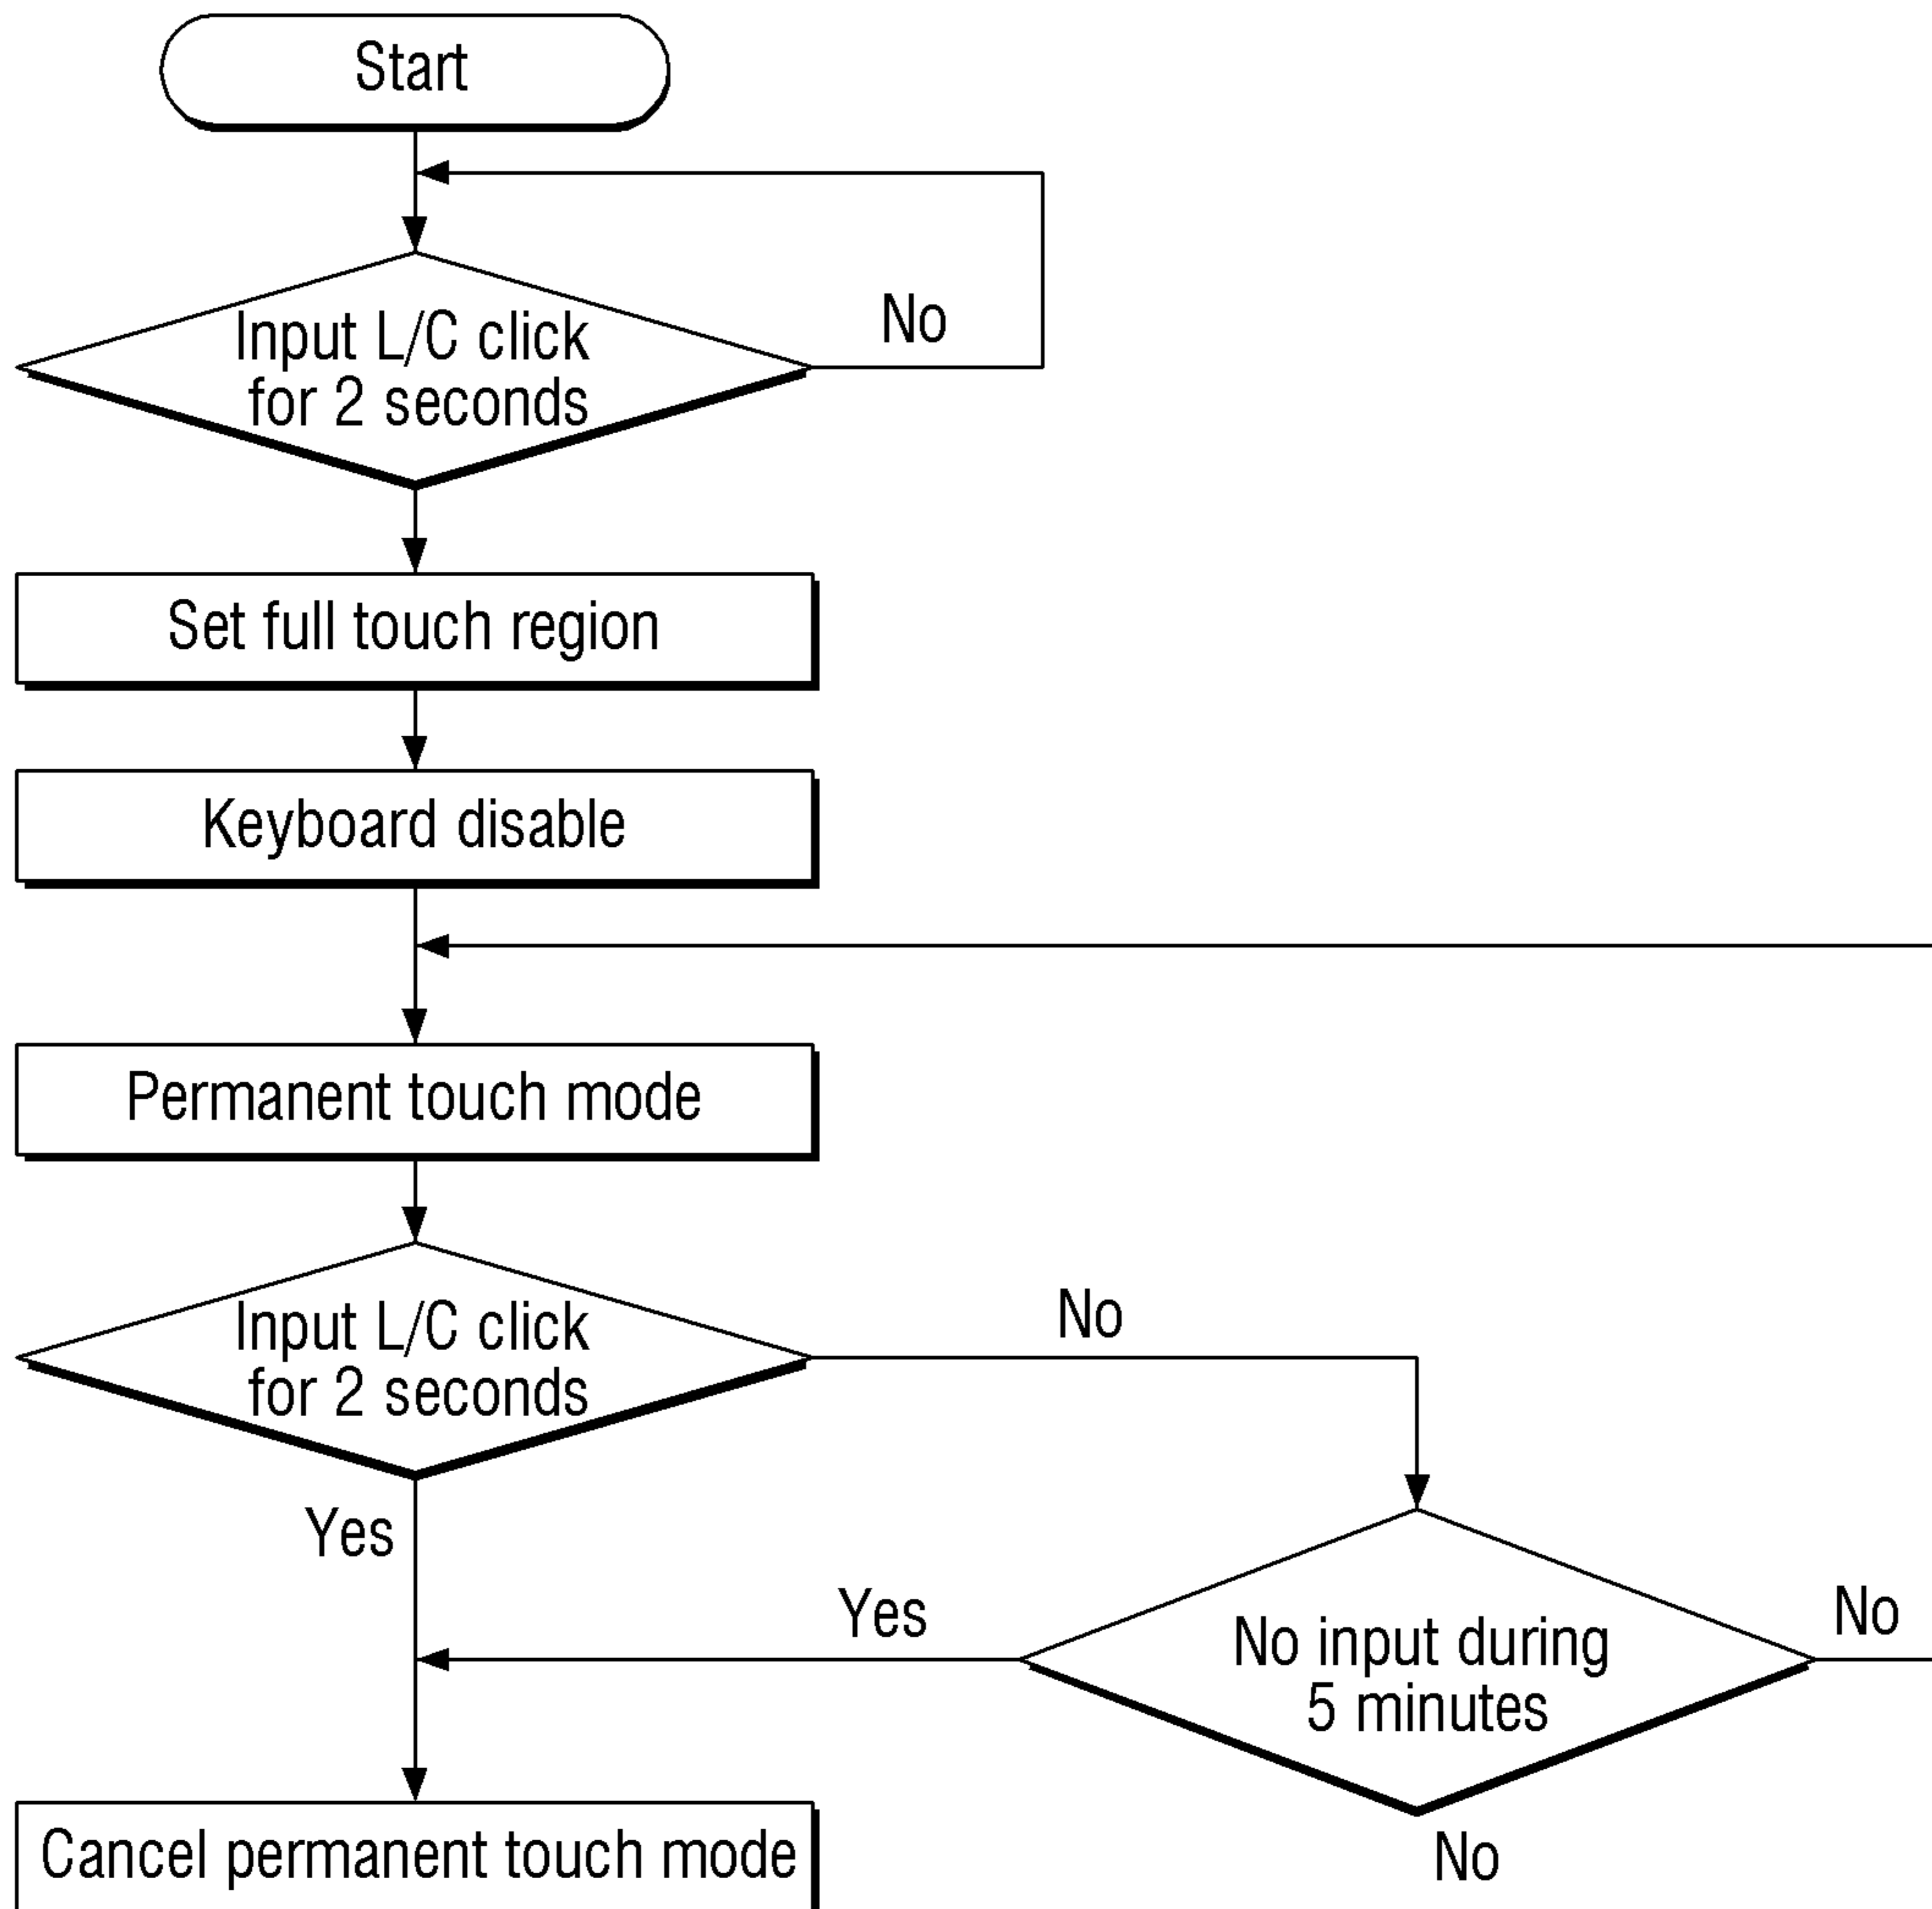 Start
Input L/C click
for 2 seconds
No
Set full touch region
Keyboard disable
Permanent touch mode
Input L/C click
for 2 seconds
No
Yes
Yes
No input during
5 minutes
No
No
Cancel permanent touch mode